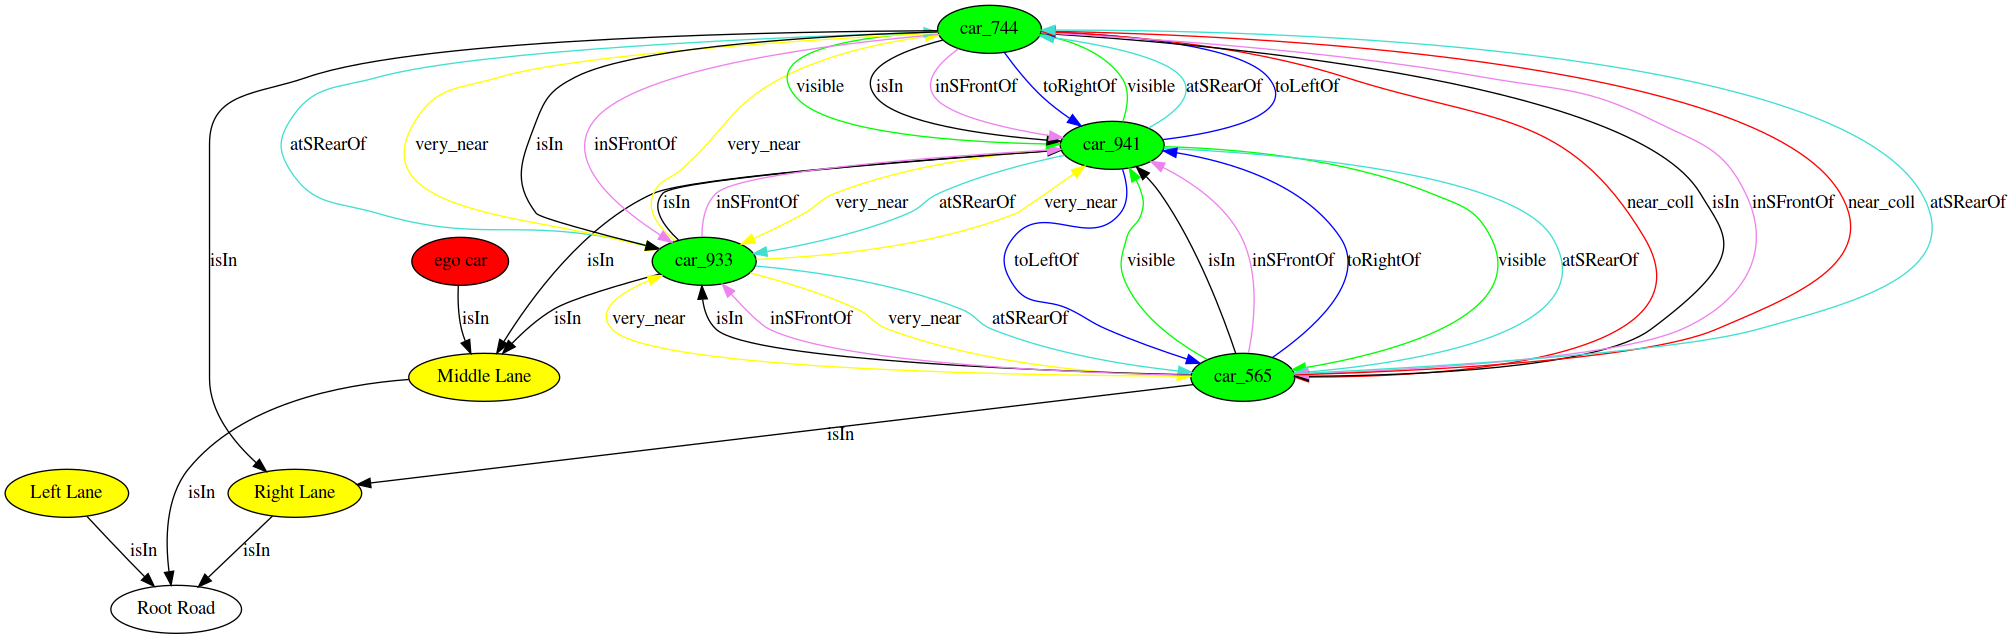 car_744
visible
isIn
inSFrontOf
toRightOf
visible
atSRearOf
toLeftOf
atSRearOf
very_near
isIn
inSFrontOf
very_near
car_941
isIn
inSFrontOf
very_near
atSRearOf
very_near
near_coll
isIn
inSFrontOf
near_coll
atSRearOf
isIn
ego car
car_933
isIn
toLeftOf
visible
isIn
inSFrontOf
toRightOf
visible
atSRearOf
isIn
isIn
very_near
isIn
inSFrontOf
very_near
atSRearOf
Middle Lane
car_565
isIn
Left Lane
Right Lane
isIn
isIn
isIn
Root Road